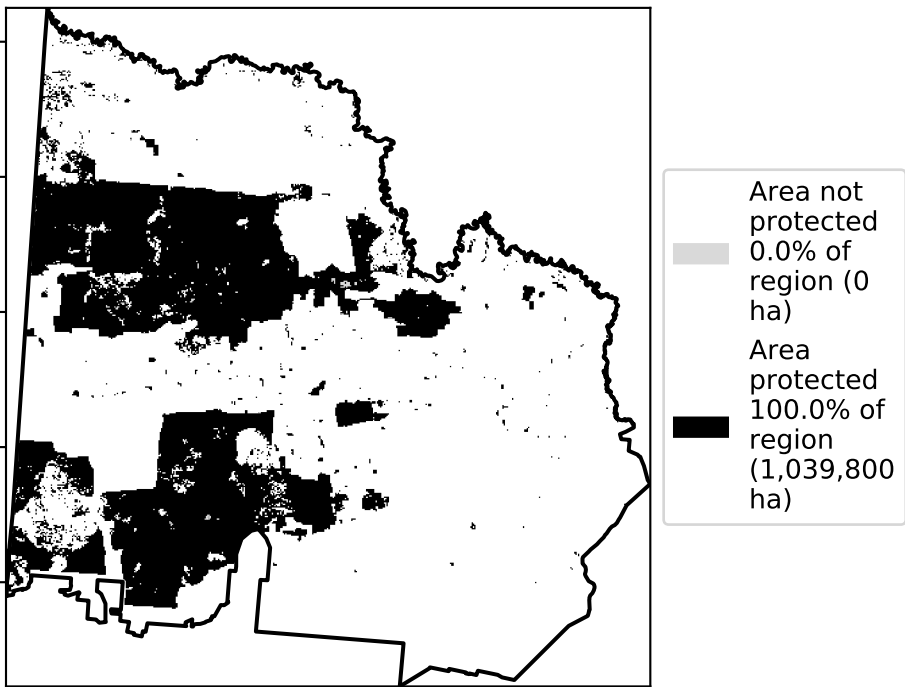 Area not
protected
0.0% of
region (0
ha)
Area
protected
100.0% of
region
(1,039,800
ha)